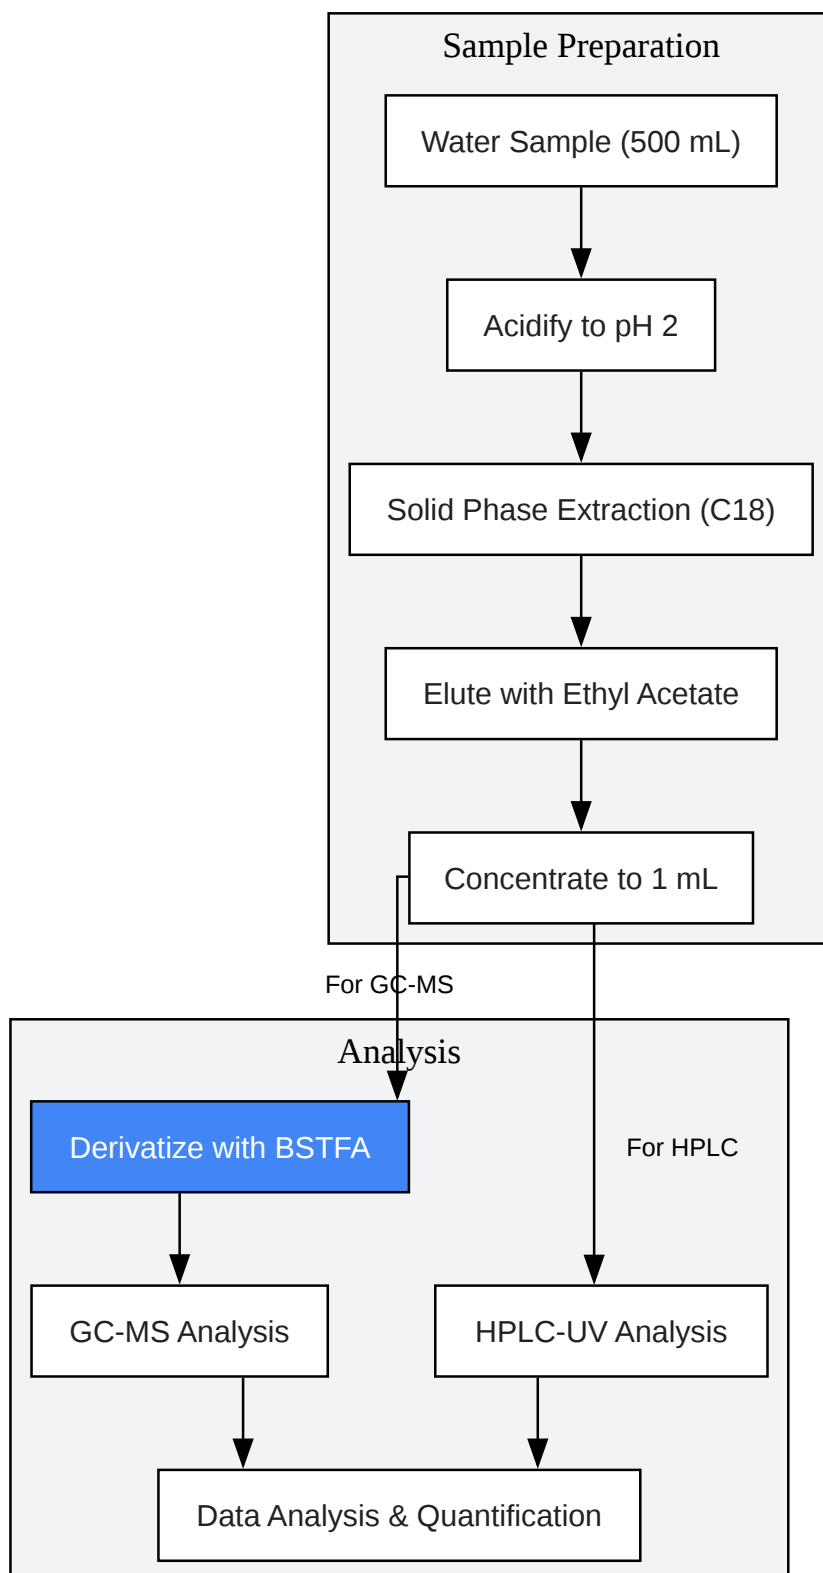 Sample Preparation
Water Sample (500 mL)
Acidify to pH 2
Solid Phase Extraction (C18)
Elute with Ethyl Acetate
Concentrate to 1 mL
For GC-MS
Analysis
Derivatize with BSTFA
For HPLC
GC-MS Analysis
HPLC-UV Analysis
Data Analysis & Quantification